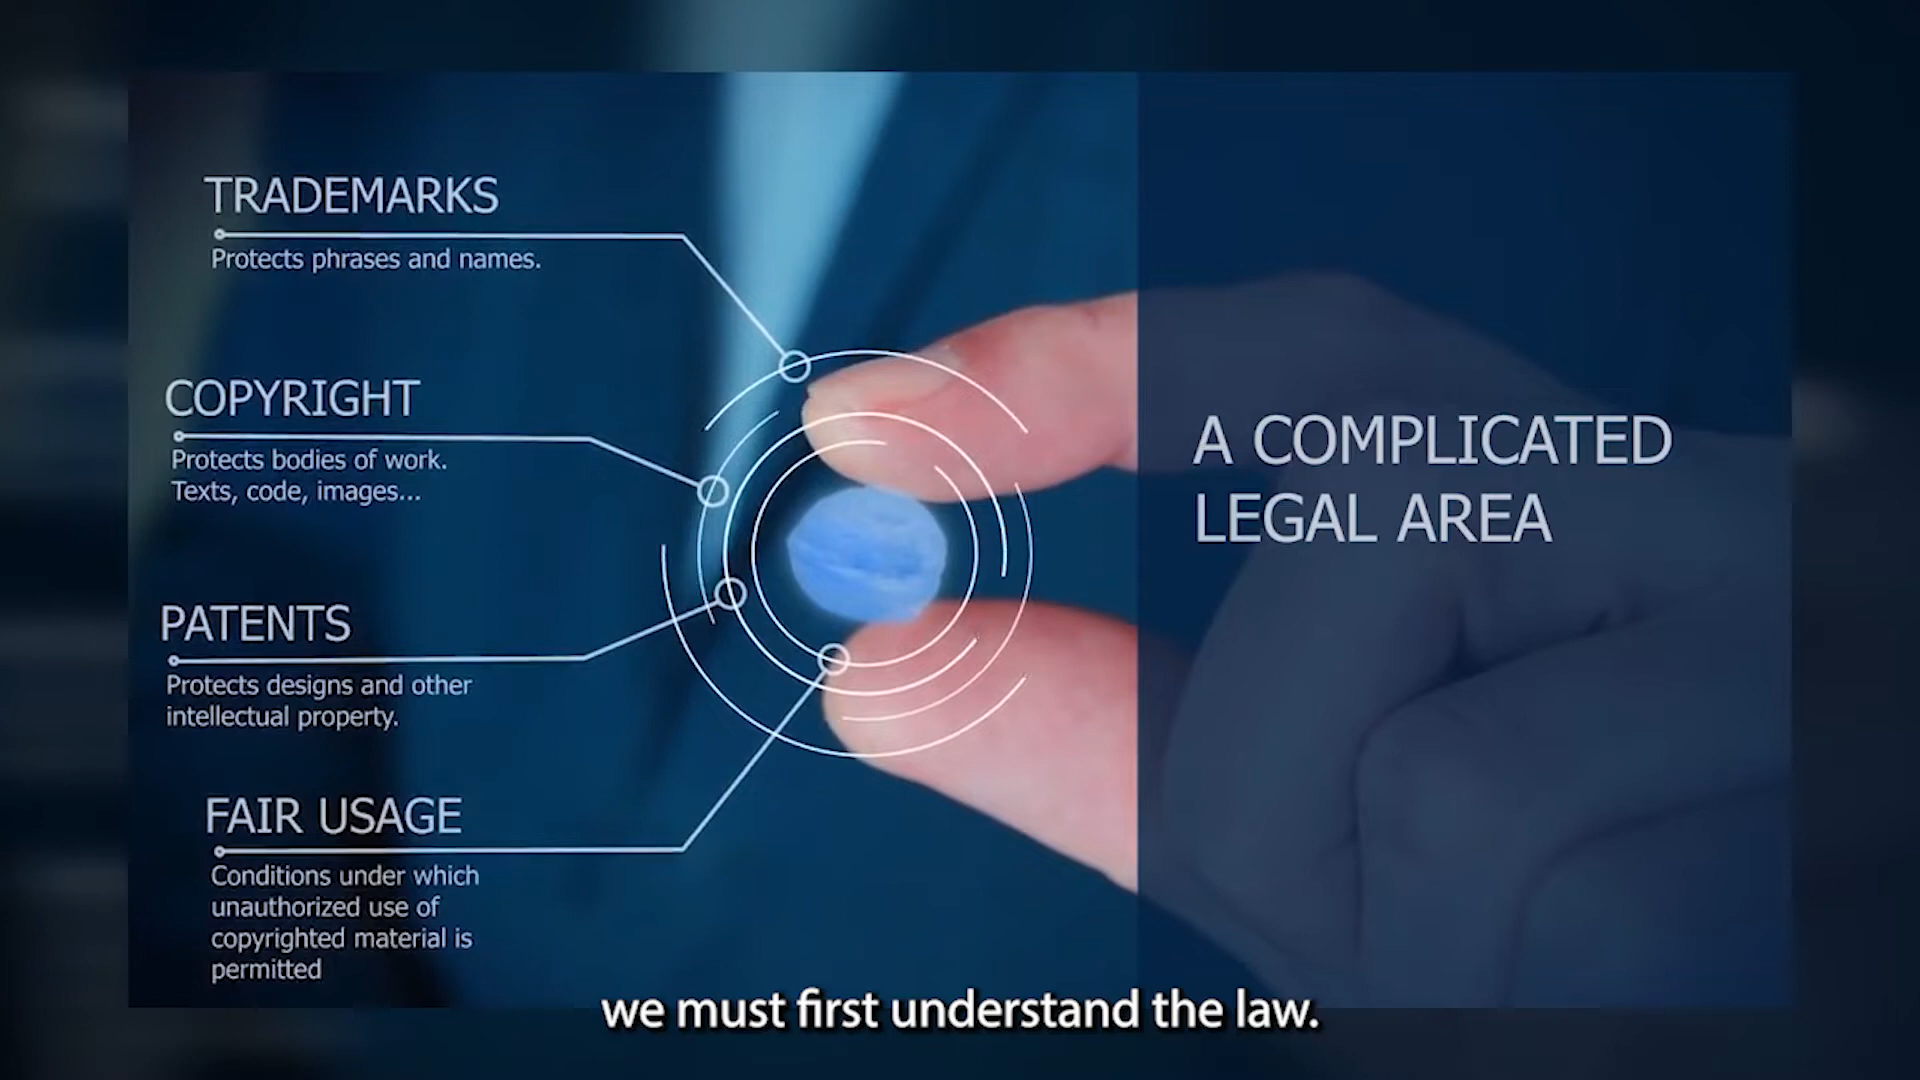 TRADEMARKS
Protects phrases and names.
COPYRIGHT
Protects bodies of work.
Texts, code, images...
PATENTS
Protects designs and other
intellectual property.
FAIR USAGE
Conditions under which
unauthorized use of
copyrighted material is
permitted
A COMPLICATED
LEGAL AREA
we must first understand the law.